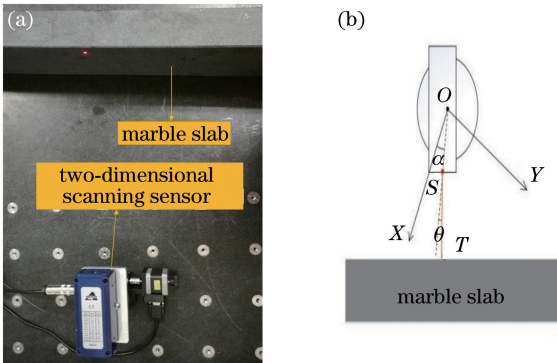 (a)
marble slab
two-dimensional
scanning sensor
(b)
O
α
S
Y
X
θ
T
marble slab